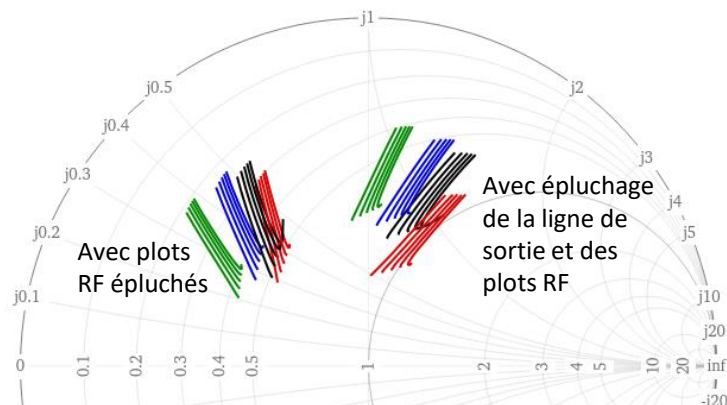 j1
j0.5
j2
j0.4
j0.3
j3
Avec épluchage
de la ligne de
sortie et des
plots RF
j4
j0.2
j5
Avec plots
RF épluchés
j0.1
j10
j20
0
0.1
0.2
0.3
0.4
0.5
1
2
3
4
5
10
20
inf
-j20